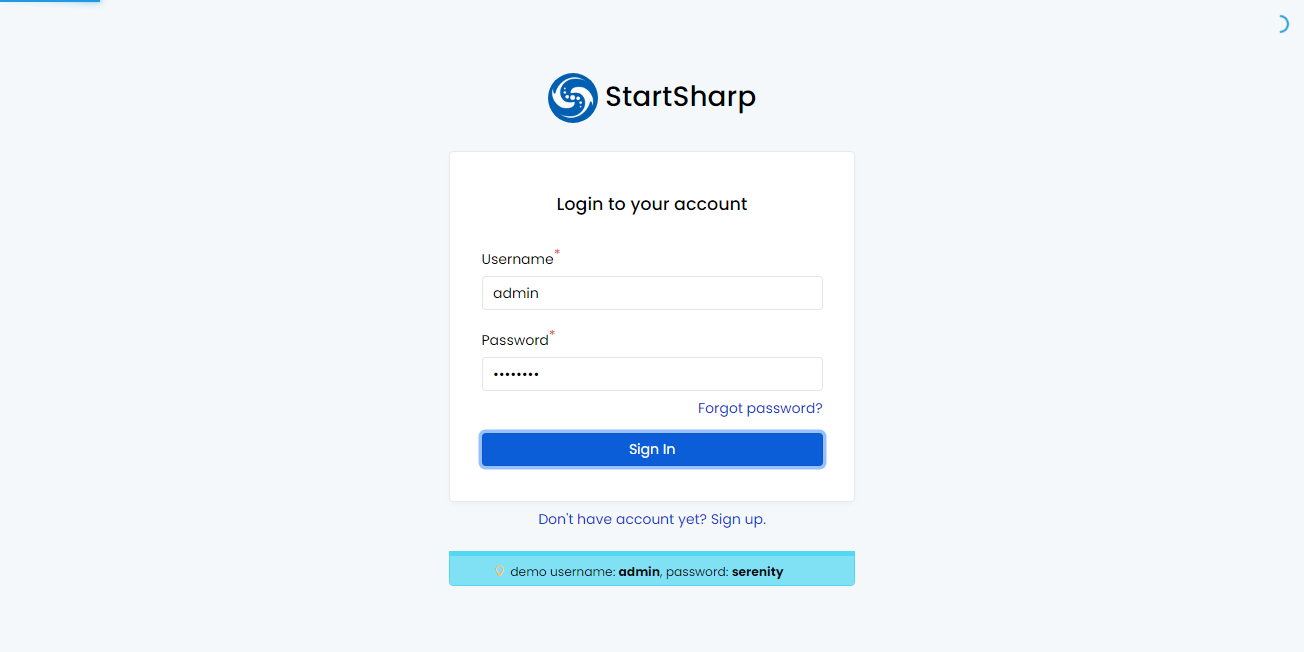 StartSharp
Login to your account
Username*
admin
Password*
••••••••
Forgot password?
Sign In
Don't have account yet? Sign up.
demo username: admin, password: serenity